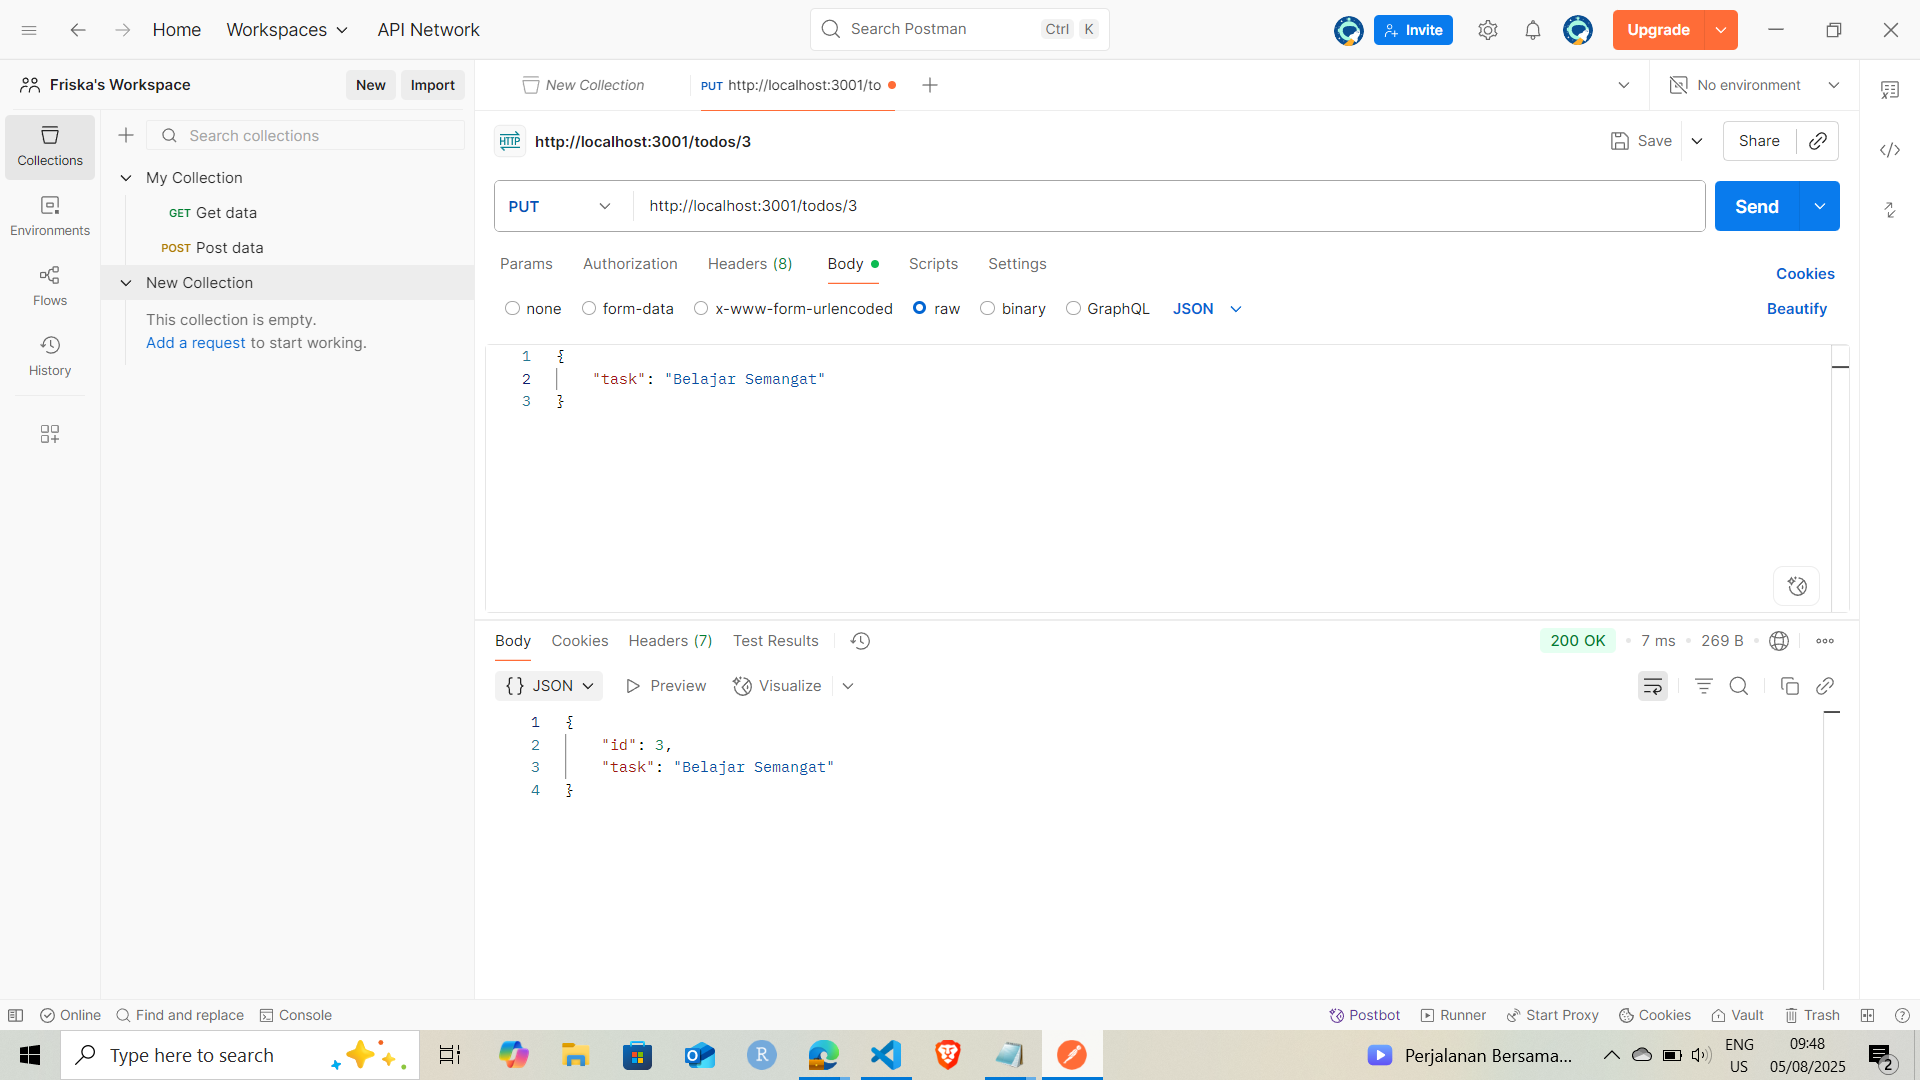 Home Workspaces API Network Search Postman Ctrl K Invite Upgrade
Friska's Workspace New Import
New Collection PUT http://localhost:3001/to No environment
Collections
Search collections
HTTP http://localhost:3001/todos/3 Save Share
My Collection
GET Get data
PUT http://localhost:3001/todos/3 Send
Environments
POST Post data
Params Authorization Headers (8) Body Scripts Settings Cookies
New Collection
Flows
none form-data x-www-form-urlencoded raw binary GraphQL JSON Beautify
This collection is empty.
Add a request to start working.
History
1 {
2 "task": "Belajar Semangat"
3 }
Body Cookies Headers (7) Test Results 200 OK 7 ms 269 B
{} JSON Preview Visualize
1 {
2 "id": 3,
3 "task": "Belajar Semangat"
4 }
Online Find and replace Console Postbot Runner Start Proxy Cookies Vault Trash
Type here to search R Perjalanan Bersama... ENG 09:48
US 05/08/2025 2